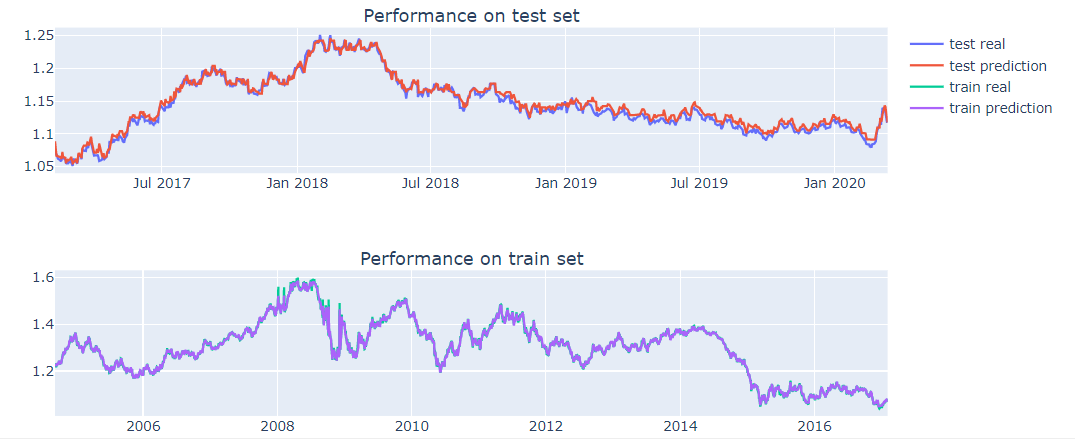 Performance on test set
1.25
1.2
1.15
1.1
1.05
Jul 2017 Jan 2018 Jul 2018 Jan 2019 Jul 2019 Jan 2020
test real
test prediction
train real
train prediction
Performance on train set
1.6
1.4
1.2
2006 2008 2010 2012 2014 2016